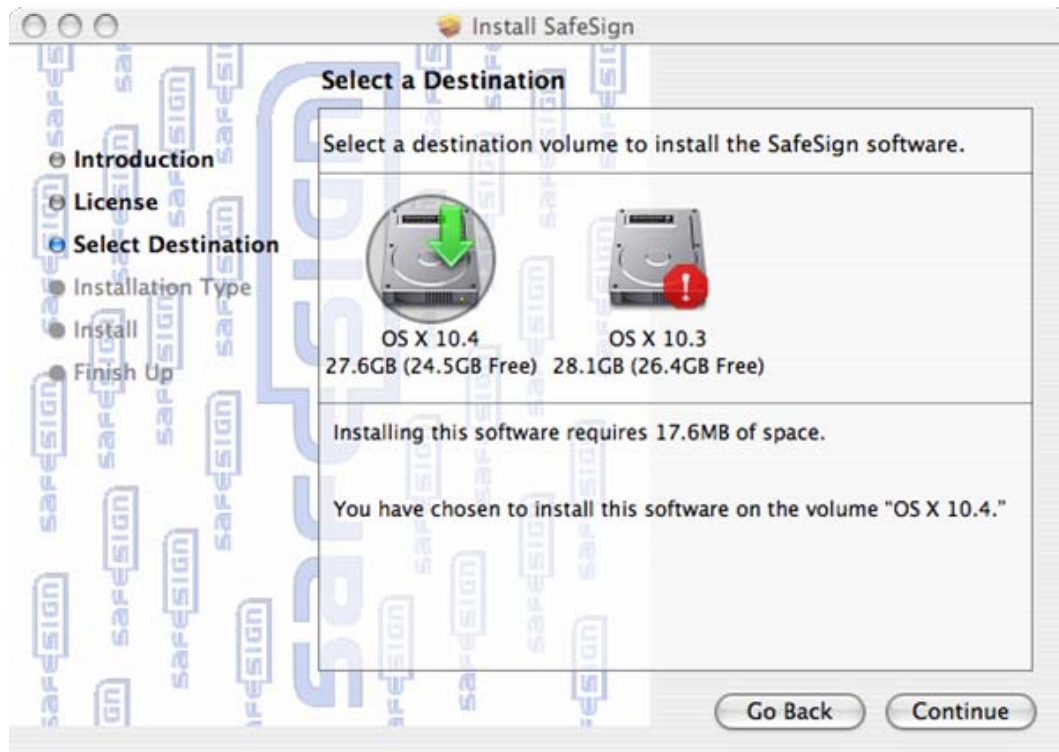 Install SafeSign
Select a Destination
Introduction
License
Select Destination
Installation Type
Install
Finish Up
Select a destination volume to install the SafeSign software.
OS X 10.4
27.6GB (24.5GB Free)
OS X 10.3
28.1GB (26.4GB Free)
Installing this software requires 17.6MB of space.
You have chosen to install this software on the volume “OS X 10.4.”
Go Back
Continue
safesign